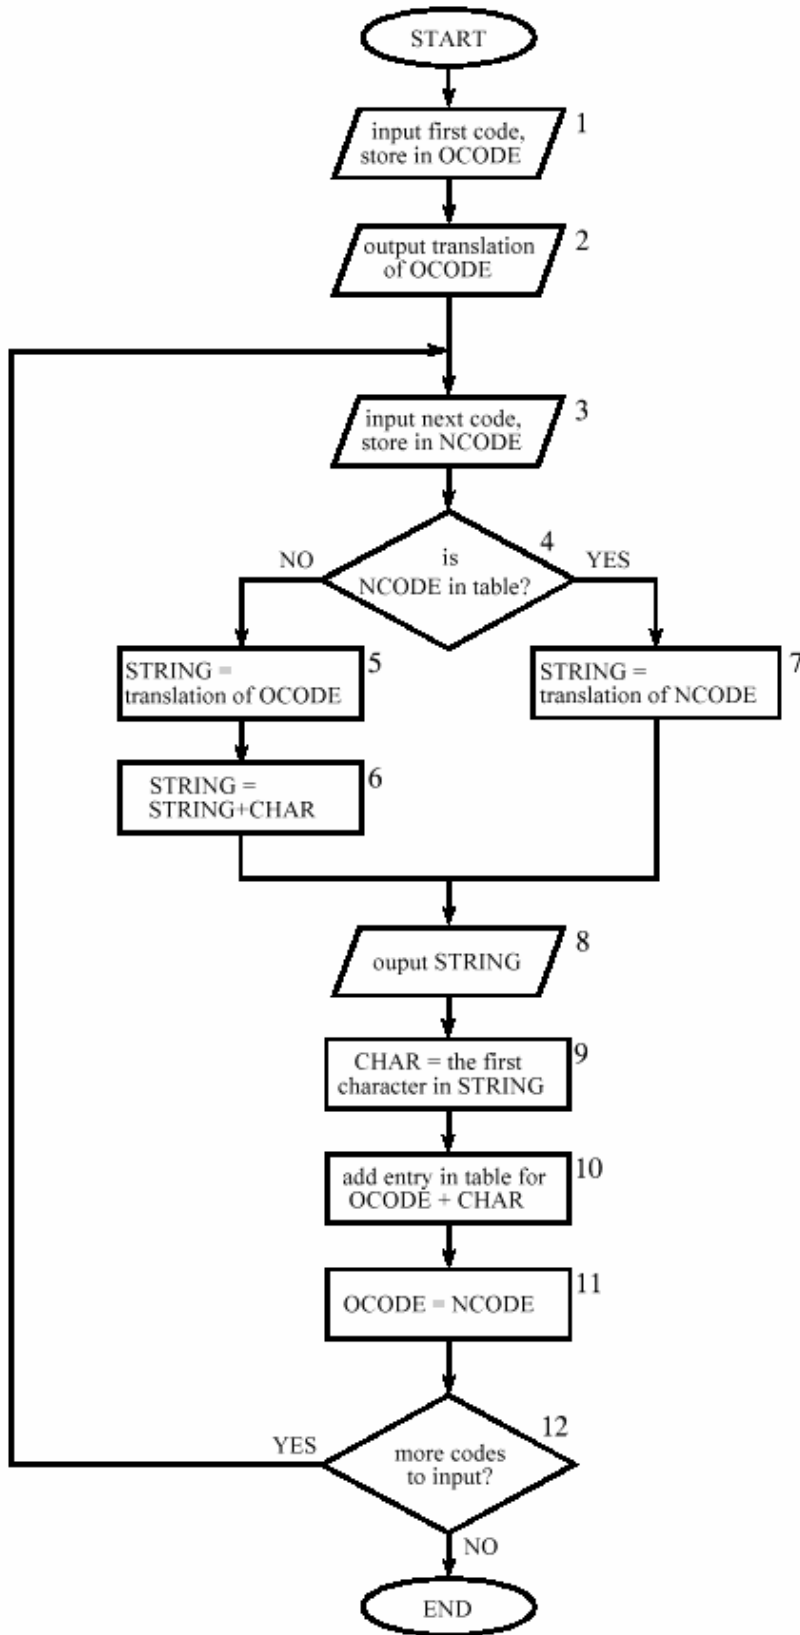 START
1
input first code,
store in OCODE
2
output translation
of OCODE
3
input next code,
store in NCODE
4
is
NCODE in table?
NO
YES
5
STRING =
translation of OCODE
7
STRING =
translation of NCODE
6
STRING =
STRING+CHAR
8
ouput STRING
9
CHAR = the first
character in STRING
10
add entry in table for
OCODE + CHAR
11
OCODE = NCODE
12
YES
more codes
to input?
NO
END